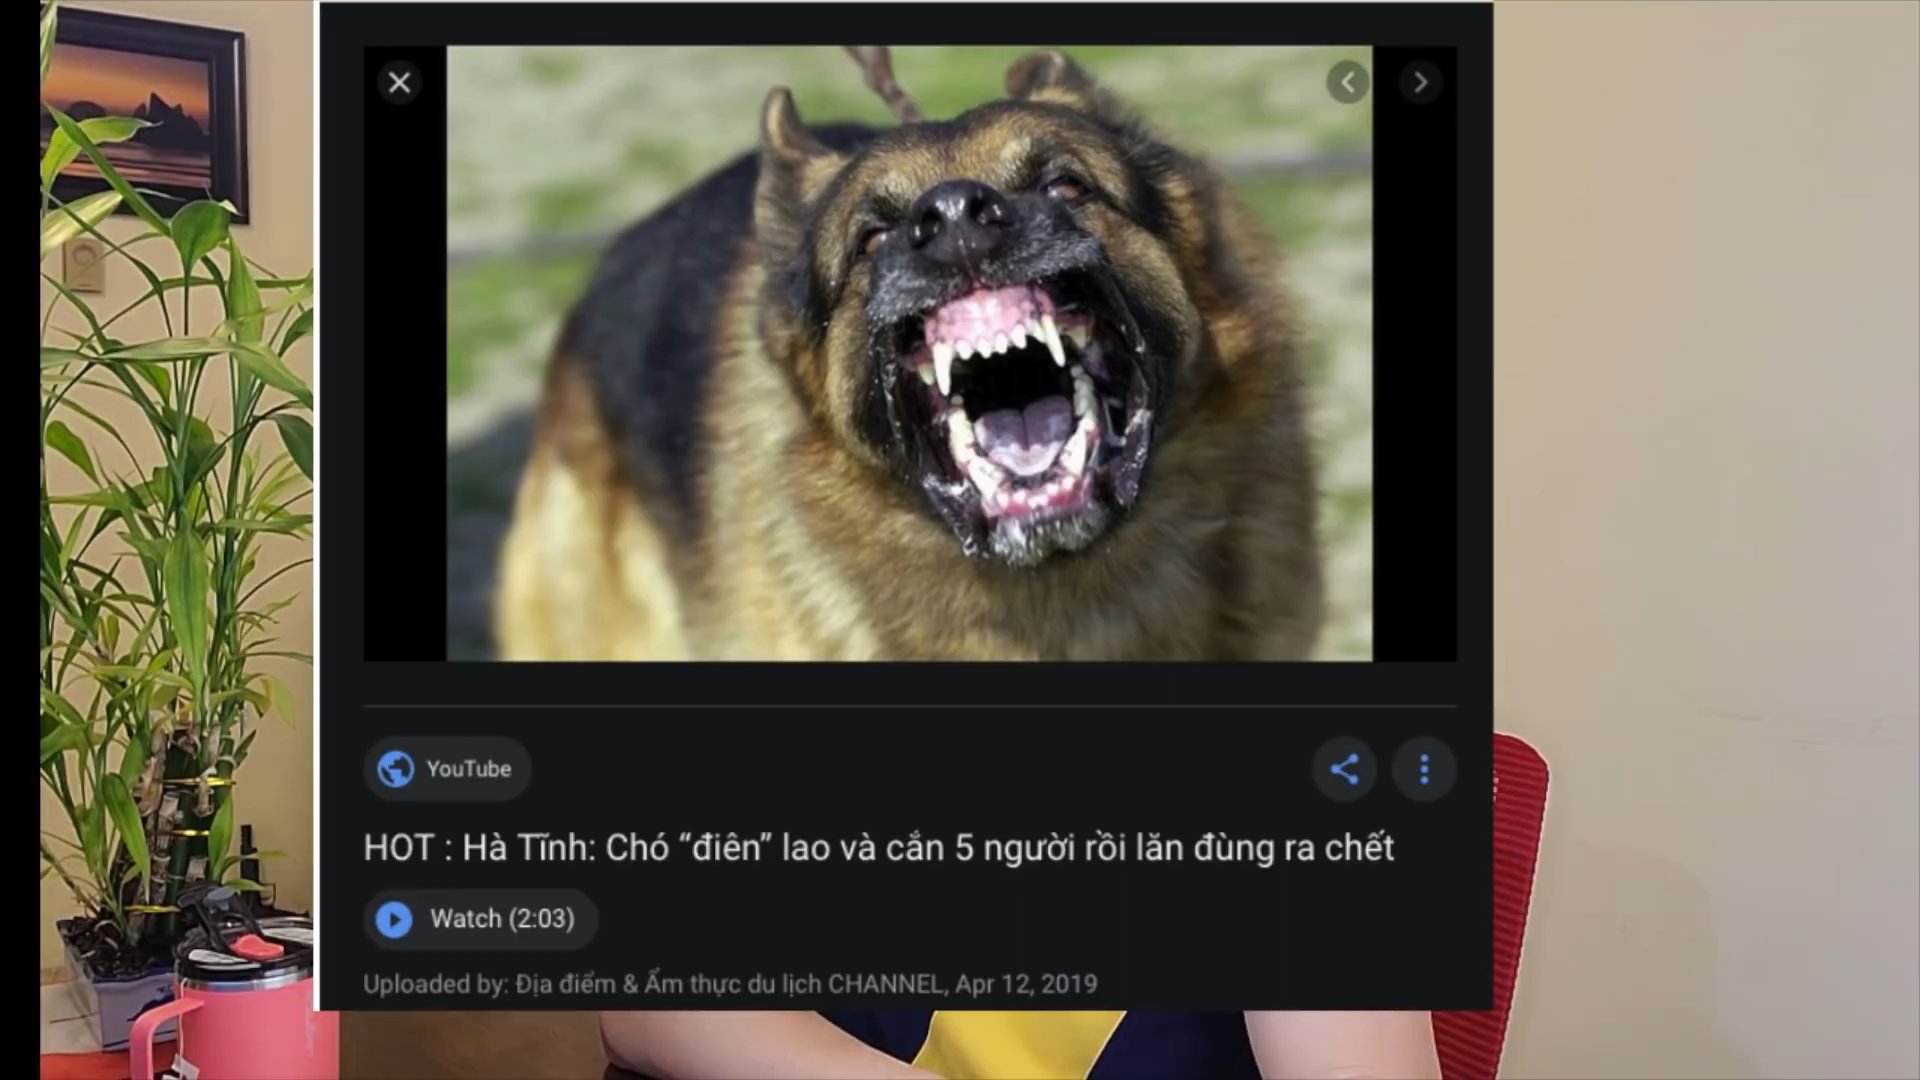 YouTube
HOT : Hà Tĩnh: Chó “điên” lao và cắn 5 người rồi lăn đùng ra chết
Watch (2:03)
Uploaded by: Địa điểm & Ẩm thực du lịch CHANNEL, Apr 12, 2019